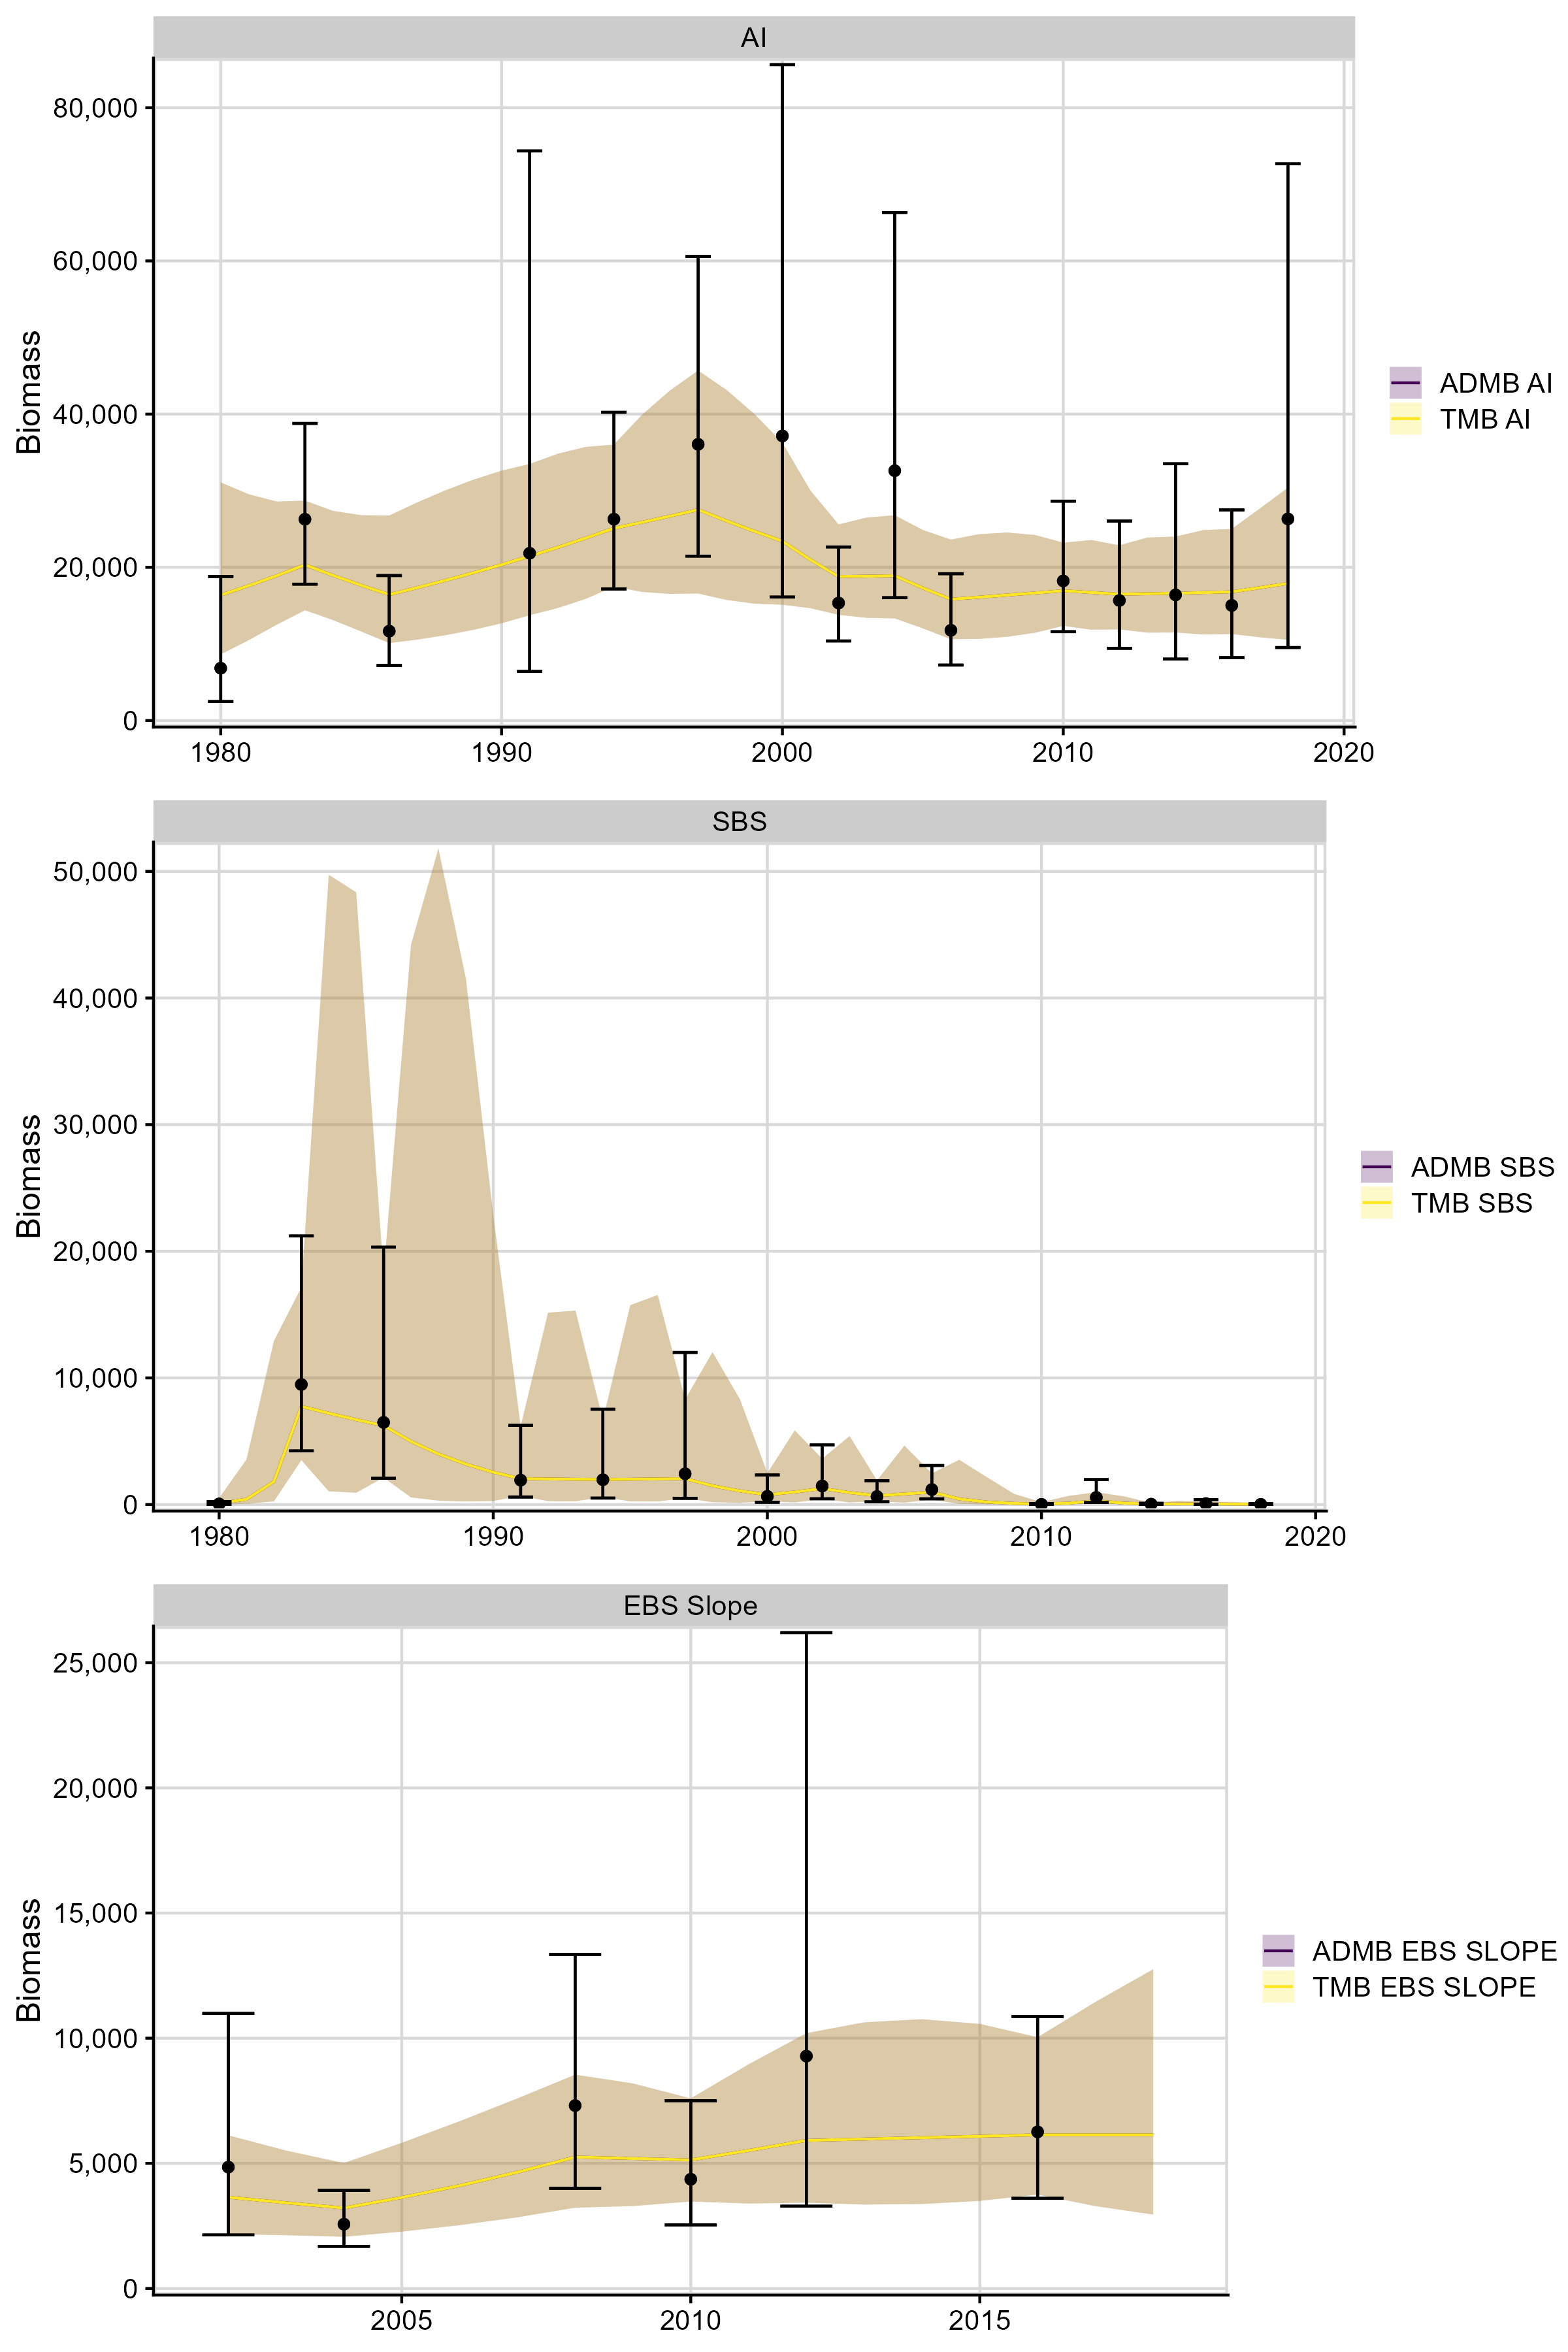 AI
Biomass
80,000
60,000
40,000
20,000
0
1980 1990 2000 2010 2020
ADMB AI
TMB AI
SBS
Biomass
50,000
40,000
30,000
20,000
10,000
0
1980 1990 2000 2010 2020
ADMB SBS
TMB SBS
EBS Slope
Biomass
25,000
20,000
15,000
10,000
5,000
0
2005 2010 2015
ADMB EBS SLOPE
TMB EBS SLOPE